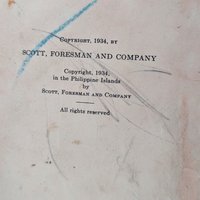 Copyright, 1934, by
Scott, Foresman and Company
Copyright, 1934,
in the Philippine Islands
by
Scott, Foresman and Company
All rights reserved